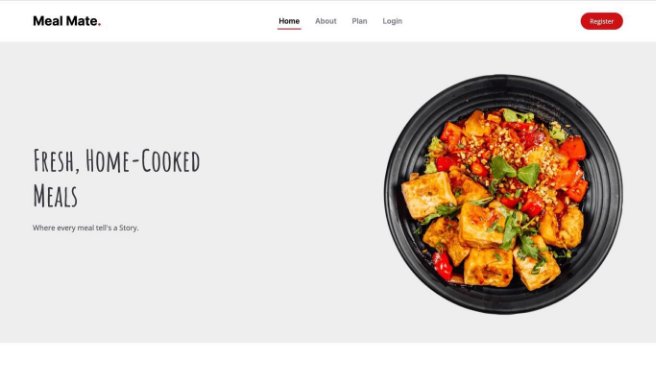 Meal Mate.
Home About Plan Login
Register
Fresh, Home-Cooked
Meals
Where every meal tell's a Story.